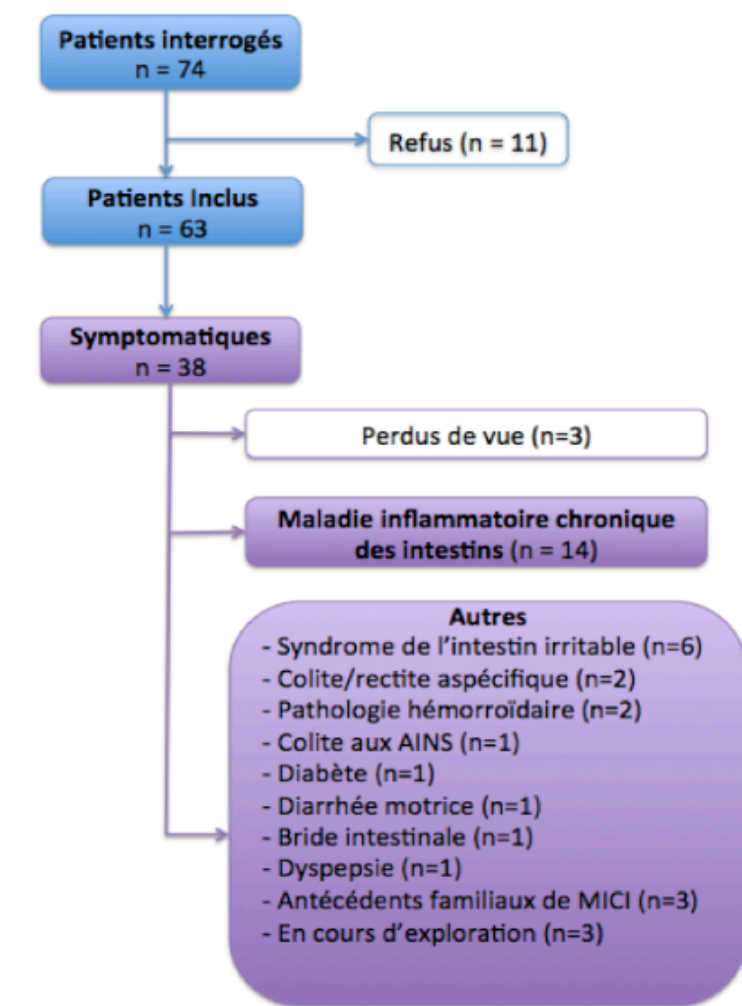 Patients interrogés
n = 74
Refus (n = 11)
Patients Inclus
n = 63
Symptomatiques
n = 38
Perdus de vue (n=3)
Maladie inflammatoire chronique
des intestins (n = 14)
Autres
- Syndrome de l'intestin irritable (n=6)
- Colite/rectite aspécifique (n=2)
- Pathologie hémorroïdaire (n=2)
- Colite aux AINS (n=1)
- Diabète (n=1)
- Diarrhée motrice (n=1)
- Bride intestinale (n=1)
- Dyspepsie (n=1)
- Antécédents familiaux de MICI (n=3)
- En cours d'exploration (n=3)